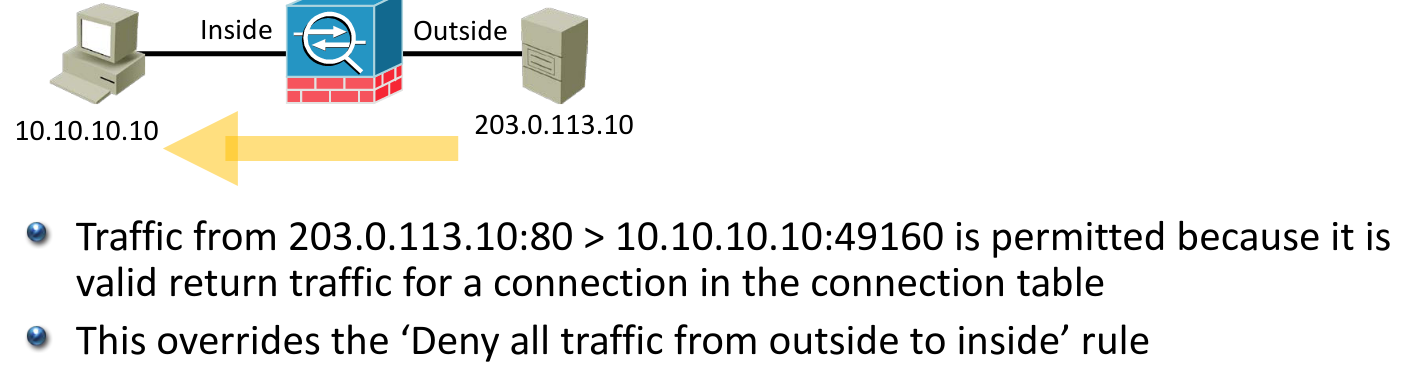 Inside
Outside
10.10.10.10
203.0.113.10
Traffic from 203.0.113.10:80 > 10.10.10.10:49160 is permitted because it is
valid return traffic for a connection in the connection table
This overrides the ‘Deny all traffic from outside to inside’ rule